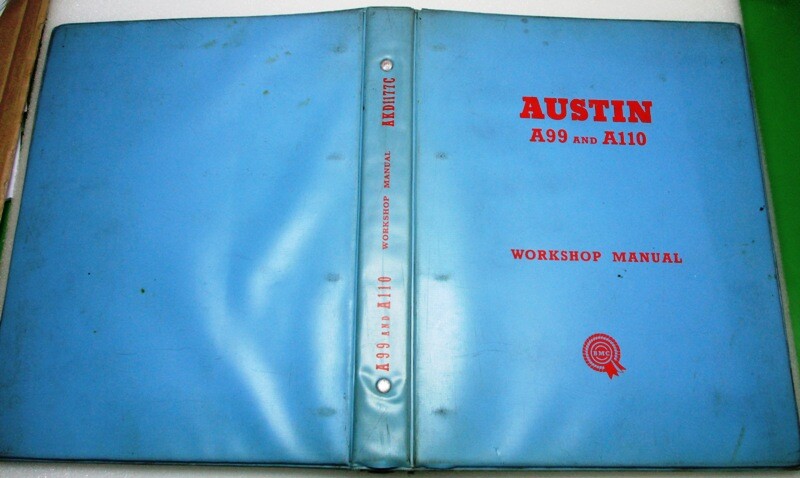 AUSTIN
A99 AND A110
WORKSHOP MANUAL
BMC
A99 AND A110 WORKSHOP MANUAL AKD1177C